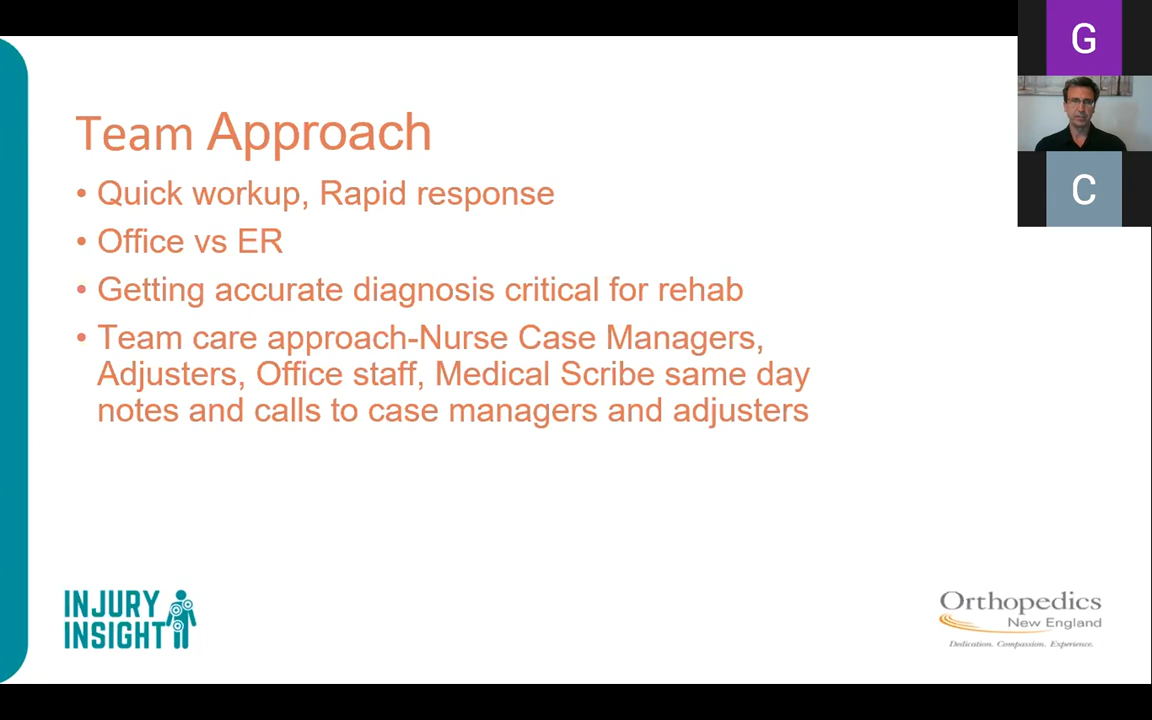 G
C
Team Approach
• Quick workup, Rapid response
• Office vs ER
• Getting accurate diagnosis critical for rehab
• Team care approach-Nurse Case Managers,
Adjusters, Office staff, Medical Scribe same day
notes and calls to case managers and adjusters
INJURY
INSIGHT
Orthopedics
New England
Dedication. Compassion. Experience.